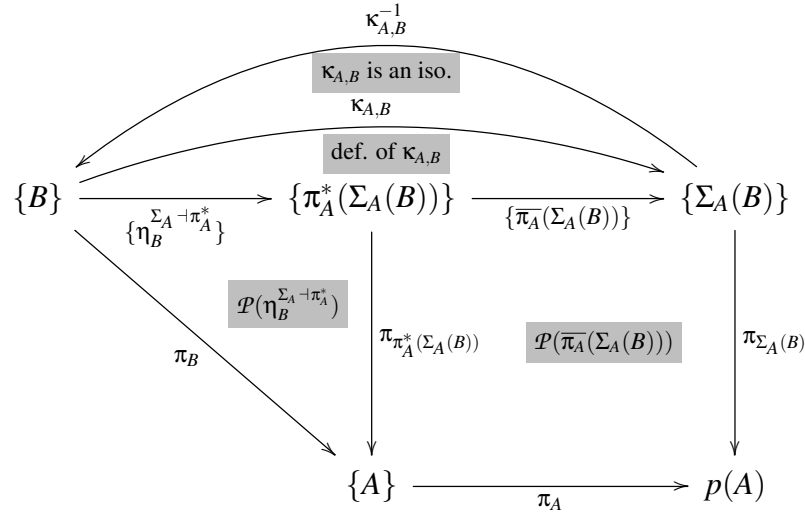 κ_{A,B}^{-1}
κ_{A,B} is an iso.
κ_{A,B}
def. of κ_{A,B}
{B} {π_A^*(Σ_A(B))} {Σ_A(B)}
{η_B^{Σ_A ⊣ π_A^*}} {\overline{π_A}(Σ_A(B))}
𝒫(η_B^{Σ_A ⊣ π_A^*})
π_B π_{π_A^*(Σ_A(B))} 𝒫(\overline{π_A}(Σ_A(B))) π_{Σ_A(B)}
{A} p(A)
π_A